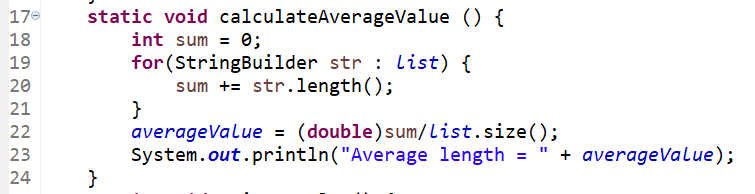 17 static void calculateAverageValue () {
18 int sum = 0;
19 for(StringBuilder str : list) {
20 sum += str.length();
21 }
22 averageValue = (double)sum/list.size();
23 System.out.println("Average length = " + averageValue);
24 }